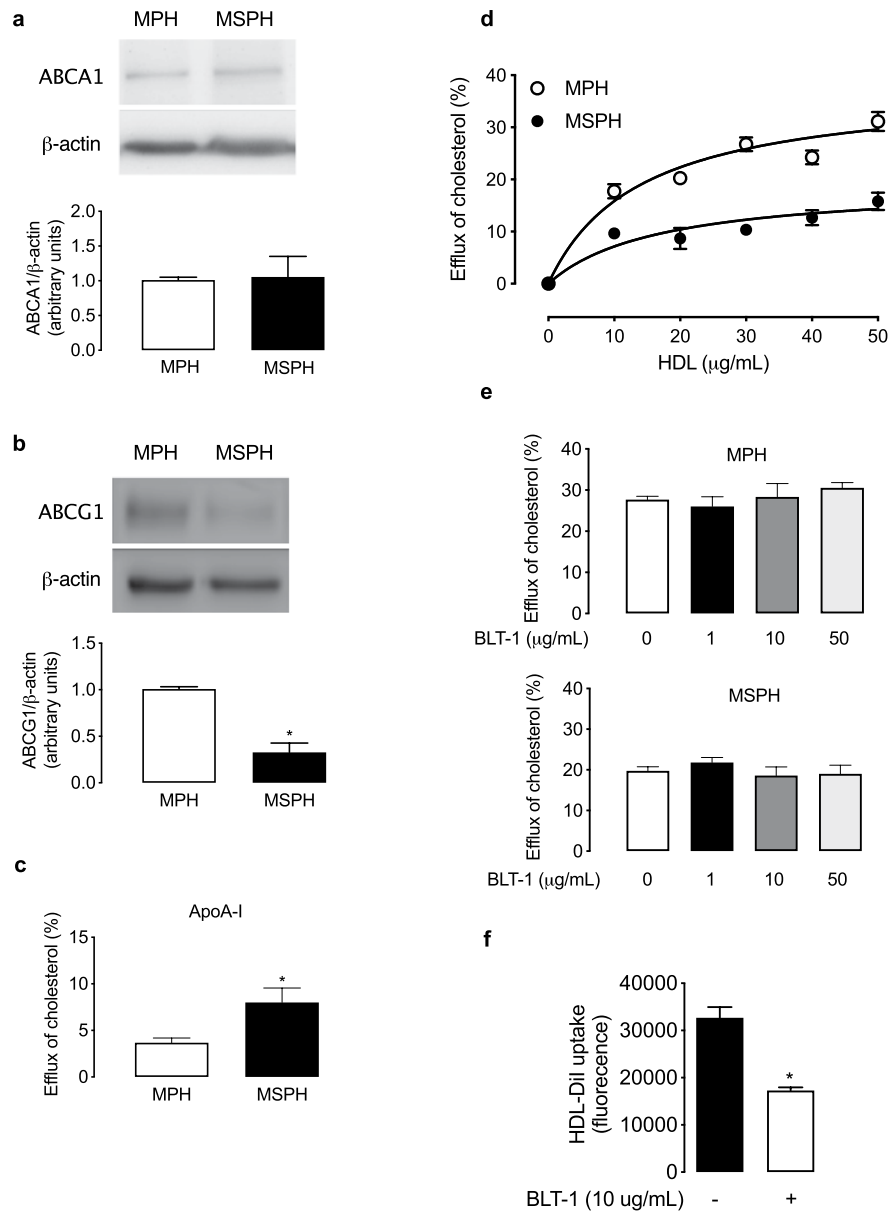 a
MPH MSPH
ABCA1
β-actin
ABCA1/β-actin
(arbitrary units)
2.0
1.5
1.0
0.5
0.0
MPH MSPH
b
MPH MSPH
ABCG1
β-actin
ABCG1/β-actin
(arbitrary units)
1.5
1.0
0.5
0.0
*
MPH MSPH
c
ApoA-I
Efflux of cholesterol (%)
15
10
5
0
*
MPH MSPH
d
Efflux of cholesterol (%)
40
30
20
10
0
MPH
MSPH
0 10 20 30 40 50
HDL (μg/mL)
e
MPH
Efflux of cholesterol (%)
40
30
20
10
0
BLT-1 (μg/mL) 0 1 10 50
MSPH
Efflux of cholesterol (%)
40
30
20
10
0
BLT-1 (μg/mL) 0 1 10 50
f
HDL-DiI uptake
(fluorecence)
40000
30000
20000
10000
0
*
BLT-1 (10 ug/mL) - +